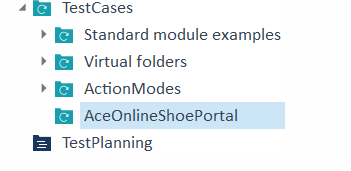 TestCases
Standard module examples
Virtual folders
ActionModes
AceOnlineShoePortal
TestPlanning